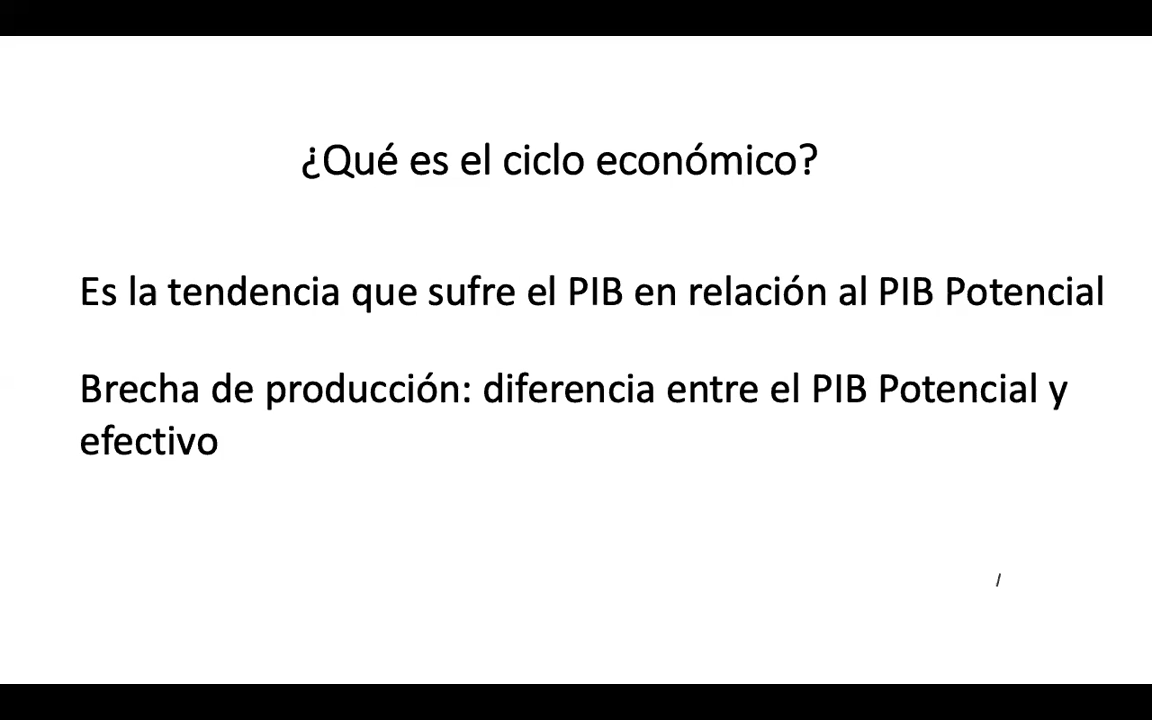 ¿Qué es el ciclo económico?
Es la tendencia que sufre el PIB en relación al PIB Potencial
Brecha de producción: diferencia entre el PIB Potencial y
efectivo